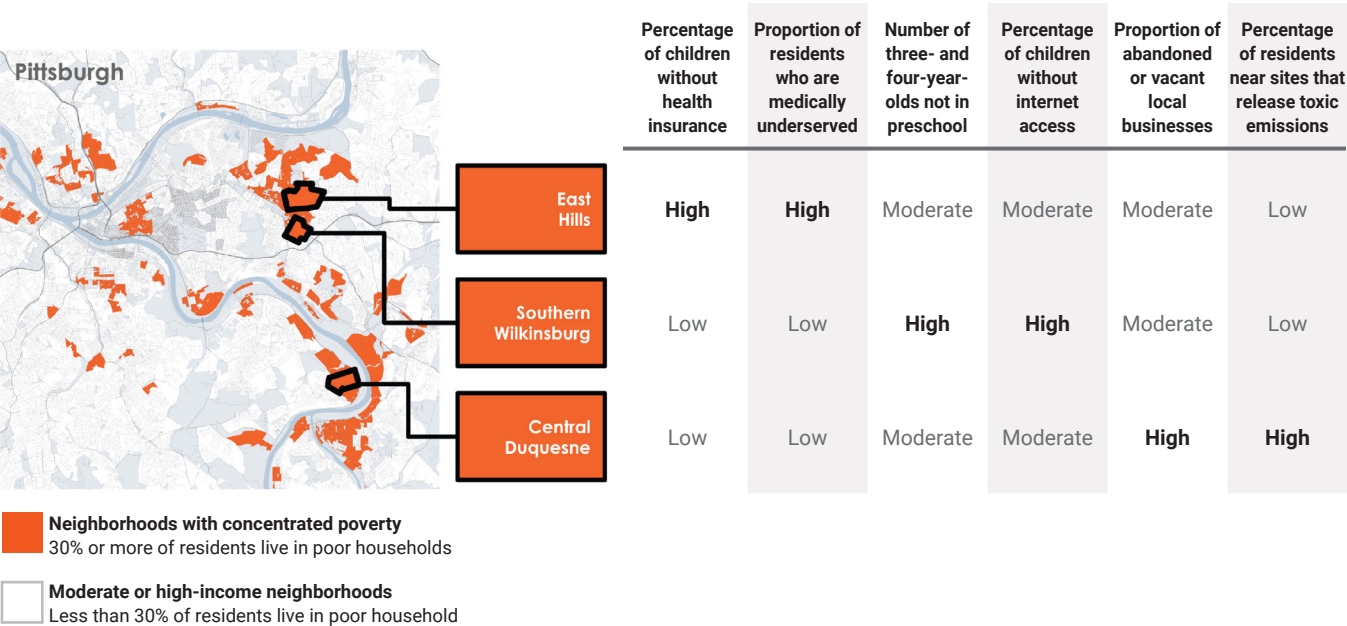 Pittsburgh
Percentage
of children
without
health
insurance
Proportion of
residents
who are
medically
underserved
Number of
three- and
four-year-
olds not in
preschool
Percentage
of children
without
internet
access
Proportion of
abandoned
or vacant
local
businesses
Percentage
of residents
near sites that
release toxic
emissions
East
Hills
High
High
Moderate
Moderate
Moderate
Low
Southern
Wilkinsburg
Low
Low
High
High
Moderate
Low
Central
Duquesne
Low
Low
Moderate
Moderate
High
High
Neighborhoods with concentrated poverty
30% or more of residents live in poor households
Moderate or high-income neighborhoods
Less than 30% of residents live in poor household